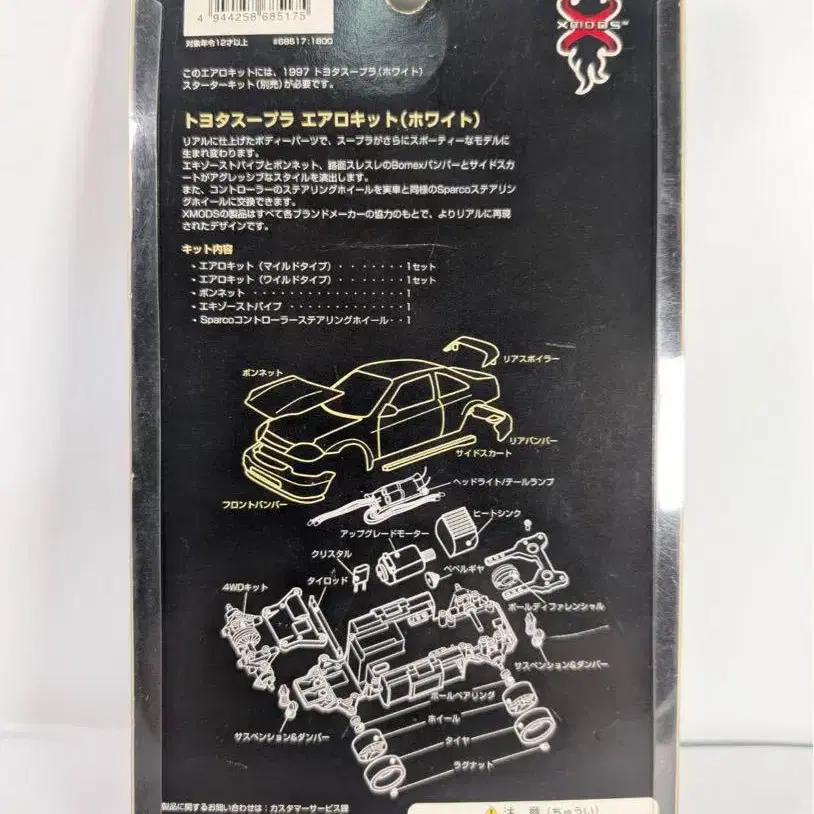 4 944258 685175
対象年令12才以上 #68517:1800
XMODS
このエアロキットには、1997 トヨタスープラ(ホワイト)
スターターキット(別売)が必要です。
トヨタスープラ エアロキット(ホワイト)
リアルに仕上げたボディーパーツで、スープラがさらにスポーティーなモデルに
生まれ変わります。
エキゾーストパイプとボンネット、路面スレスレのBomexバンパーとサイドスカ
ートがアグレッシブなスタイルを演出します。
また、コントローラーのステアリングホイールを実車と同様のSparcoステアリン
グホイールに交換できます。
XMODSの製品はすべて各ブランドメーカーの協力のもとで、よりリアルに再現
されたデザインです。
キット内容
・エアロキット(マイルドタイプ)・・・・・・・1セット
・エアロキット(ワイルドタイプ)・・・・・・・1セット
・ボンネット・・・・・・・・・・・・・・・1
・エキゾーストパイプ ・・・・・・・・・・・1
・Sparcoコントローラーステアリングホイール・・1
リアスポイラー
ボンネット
リアバンパー
サイドスカート
ヘッドライト/テールランプ
フロントバンパー
ヒートシンク
アップグレードモーター
クリスタル
ベベルギヤ
4WDキット
タイロッド
ボールディファレンシャル
サスペンション&ダンパー
ボールベアリング
ホイール
サスペンション&ダンパー
タイヤ
ラグナット
製品に関するお問い合わせは:カスタマーサービス課
注 意(ちゅうい)